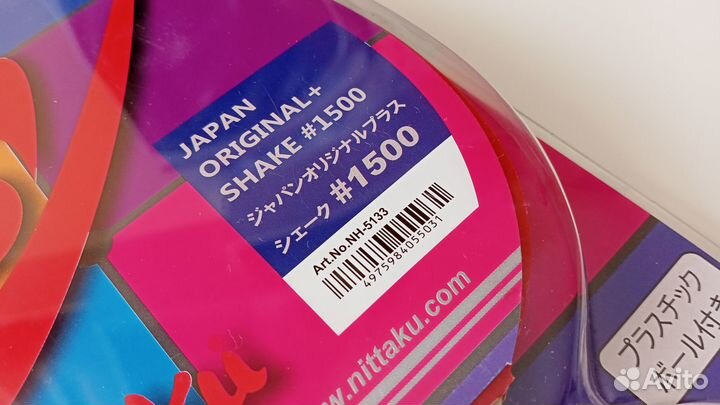 JAPAN
ORIGINAL+
SHAKE #1500
ジャパンオリジナルプラス
シェーク #1500
Art.No.NH-5133
4975984055031
www.nittaku.com
プラスチック
ボール付き
Avito